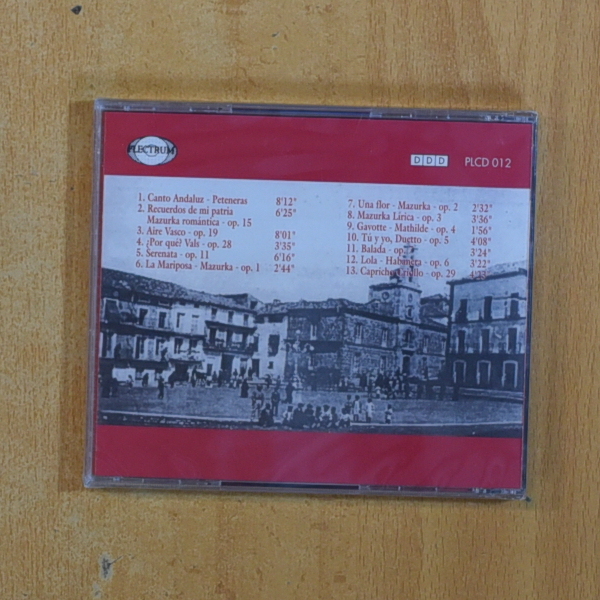 PLECTRUM
DDD PLCD 012
1. Canto Andaluz - Peteneras 8'12"
2. Recuerdos de mi patria 6'25"
Mazurka romántica - op. 15
3. Aire Vasco - op. 19 8'01"
4. ¿Por qué? Vals - op. 28 3'35"
5. Serenata - op. 11 6'16"
6. La Mariposa - Mazurka - op. 1 2'44"
7. Una flor - Mazurka - op. 2 2'32"
8. Mazurka Lírica - op. 3 3'36"
9. Gavotte - Mathilde - op. 4 1'56"
10. Tú y yo, Duetto - op. 5 4'08"
11. Balada - op. 3'24"
12. Lola - Habanera - op. 6 3'22"
13. Capricho Criollo - op. 29